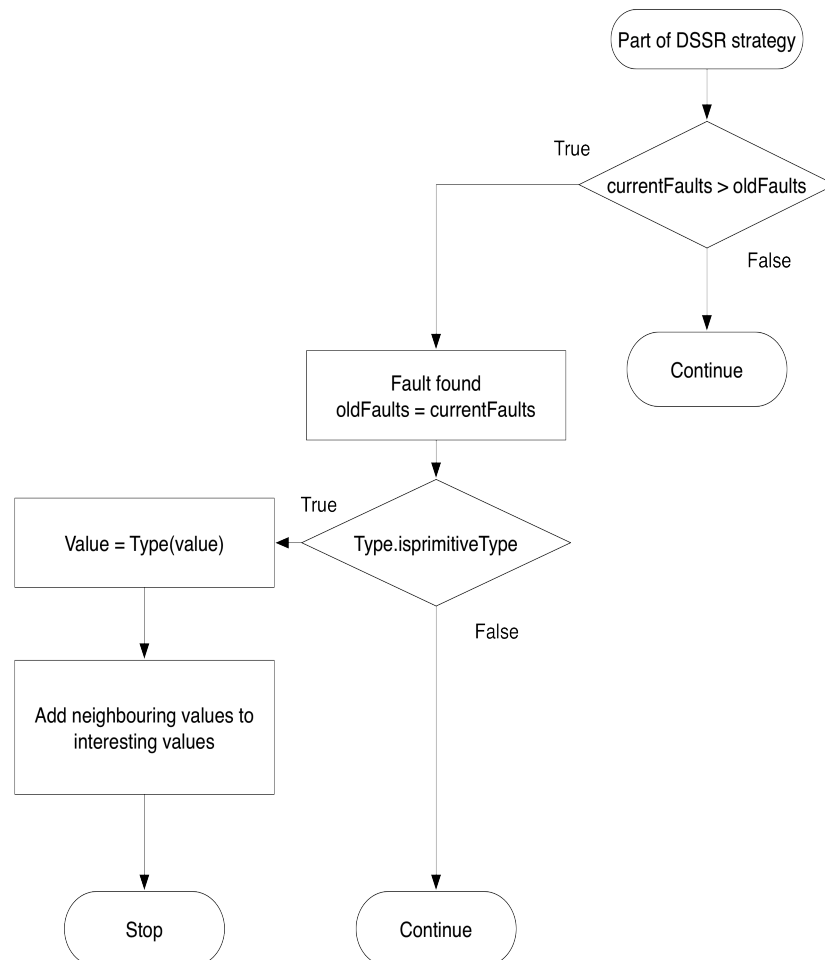 Part of DSSR strategy
True
currentFaults > oldFaults
False
Continue
Fault found
oldFaults = currentFaults
True
Value = Type(value)
Type.isprimitiveType
False
Add neighbouring values to
interesting values
Stop
Continue